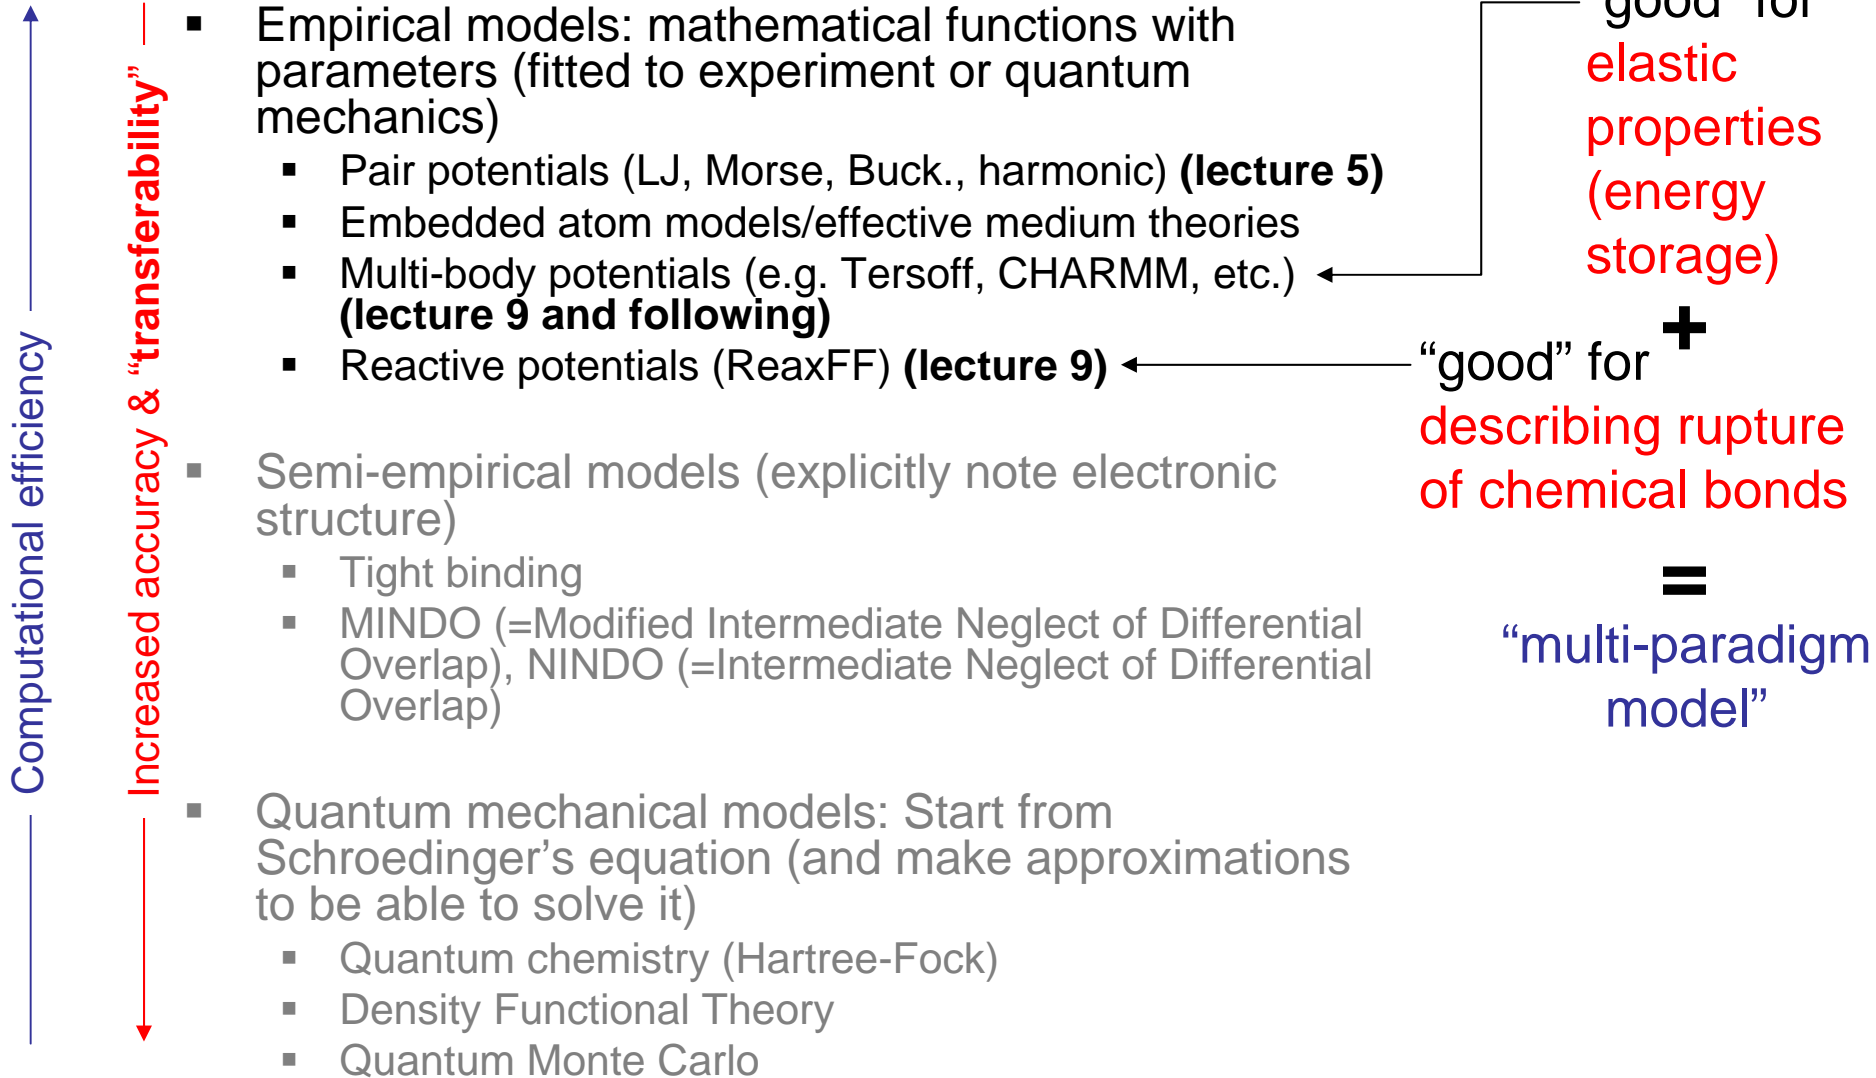 Computational efficiency
Increased accuracy & “transferability”
▪ Empirical models: mathematical functions with
parameters (fitted to experiment or quantum
mechanics)
▪ Pair potentials (LJ, Morse, Buck., harmonic) (lecture 5)
▪ Embedded atom models/effective medium theories
▪ Multi-body potentials (e.g. Tersoff, CHARMM, etc.)
(lecture 9 and following)
▪ Reactive potentials (ReaxFF) (lecture 9)
▪ Semi-empirical models (explicitly note electronic
structure)
▪ Tight binding
▪ MINDO (=Modified Intermediate Neglect of Differential
Overlap), NINDO (=Intermediate Neglect of Differential
Overlap)
▪ Quantum mechanical models: Start from
Schroedinger’s equation (and make approximations
to be able to solve it)
▪ Quantum chemistry (Hartree-Fock)
▪ Density Functional Theory
▪ Quantum Monte Carlo
“good” for
elastic
properties
(energy
storage)
+
“good” for
describing rupture
of chemical bonds
=
“multi-paradigm
model”